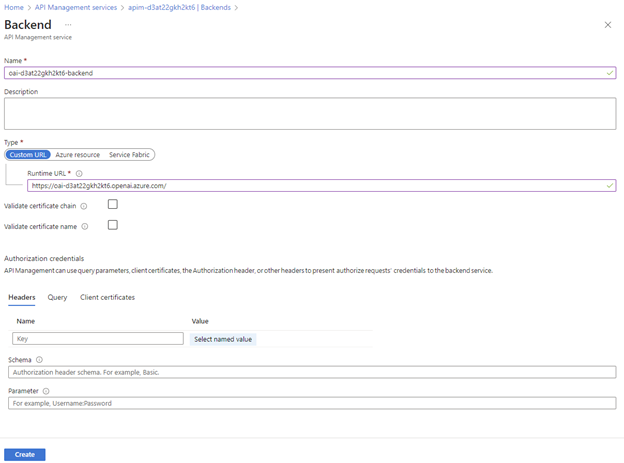 Home > API Management services > apim-d3at22gkh2kt6 | Backends >
Backend ...
API Management service
Name *
oai-d3at22gkh2kt6-backend
Description
Type *
Custom URL Azure resource Service Fabric
Runtime URL *
https://oai-d3at22gkh2kt6.openai.azure.com/
Validate certificate chain
Validate certificate name
Authorization credentials
API Management can use query parameters, client certificates, the Authorization header, or other headers to present authorize requests' credentials to the backend service.
Headers Query Client certificates
Name Value
Key Select named value
Schema
Authorization header schema. For example, Basic.
Parameter
For example, Username:Password
Create